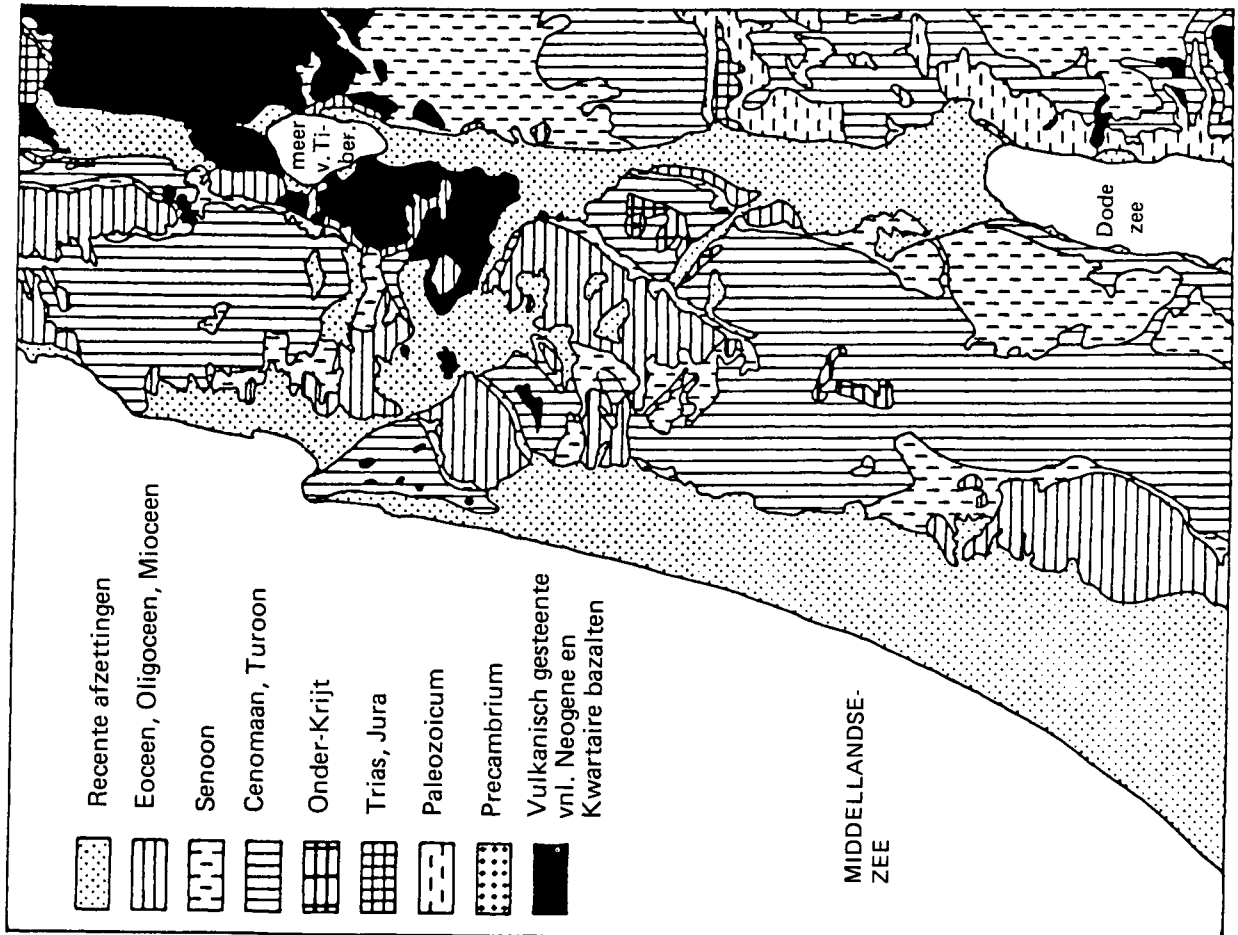 Recente afzettingen
Eoceen, Oligoceen, Mioceen
Senoon
Cenomaan, Turoon
Onder-Krijt
Trias, Jura
Paleozoicum
Precambrium
Vulkanisch gesteente
vnl. Neogene en
Kwartaire bazalten
MIDDELLANDSE-
ZEE
meer
v. Ti-
ber
Dode
zee